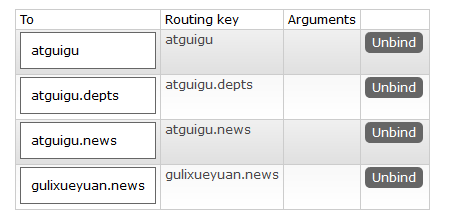 To Routing key Arguments
atguigu atguigu Unbind
atguigu.depts atguigu.depts Unbind
atguigu.news atguigu.news Unbind
gulixueyuan.news gulixueyuan.news Unbind